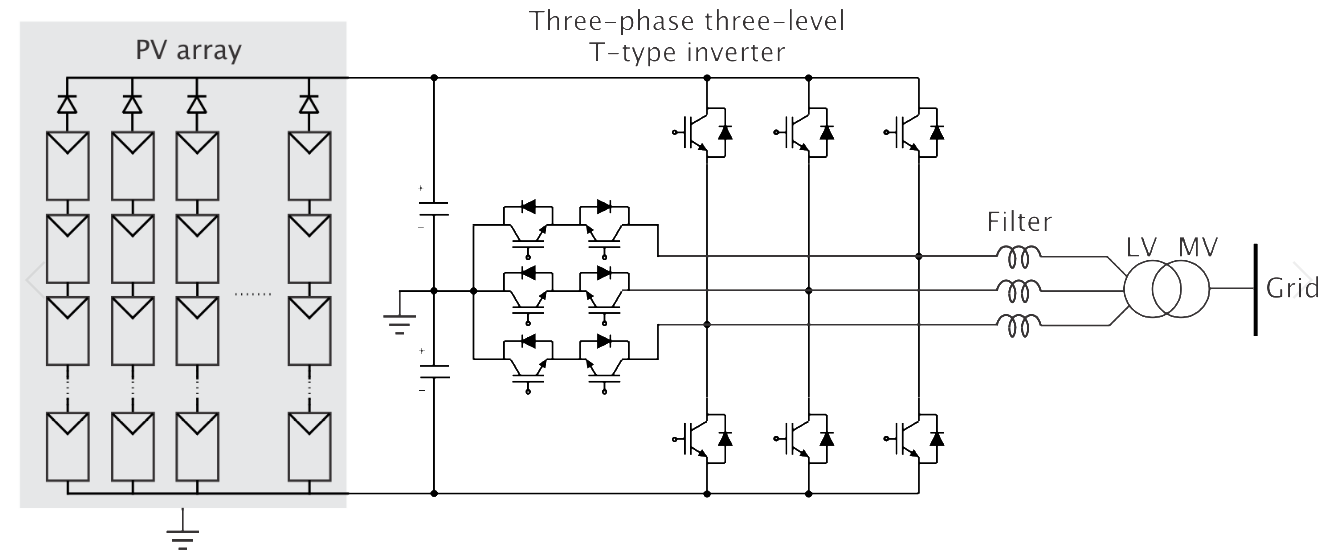 Three-phase three-level
T-type inverter
PV array
+
−
+
−
Filter
LV MV
Grid